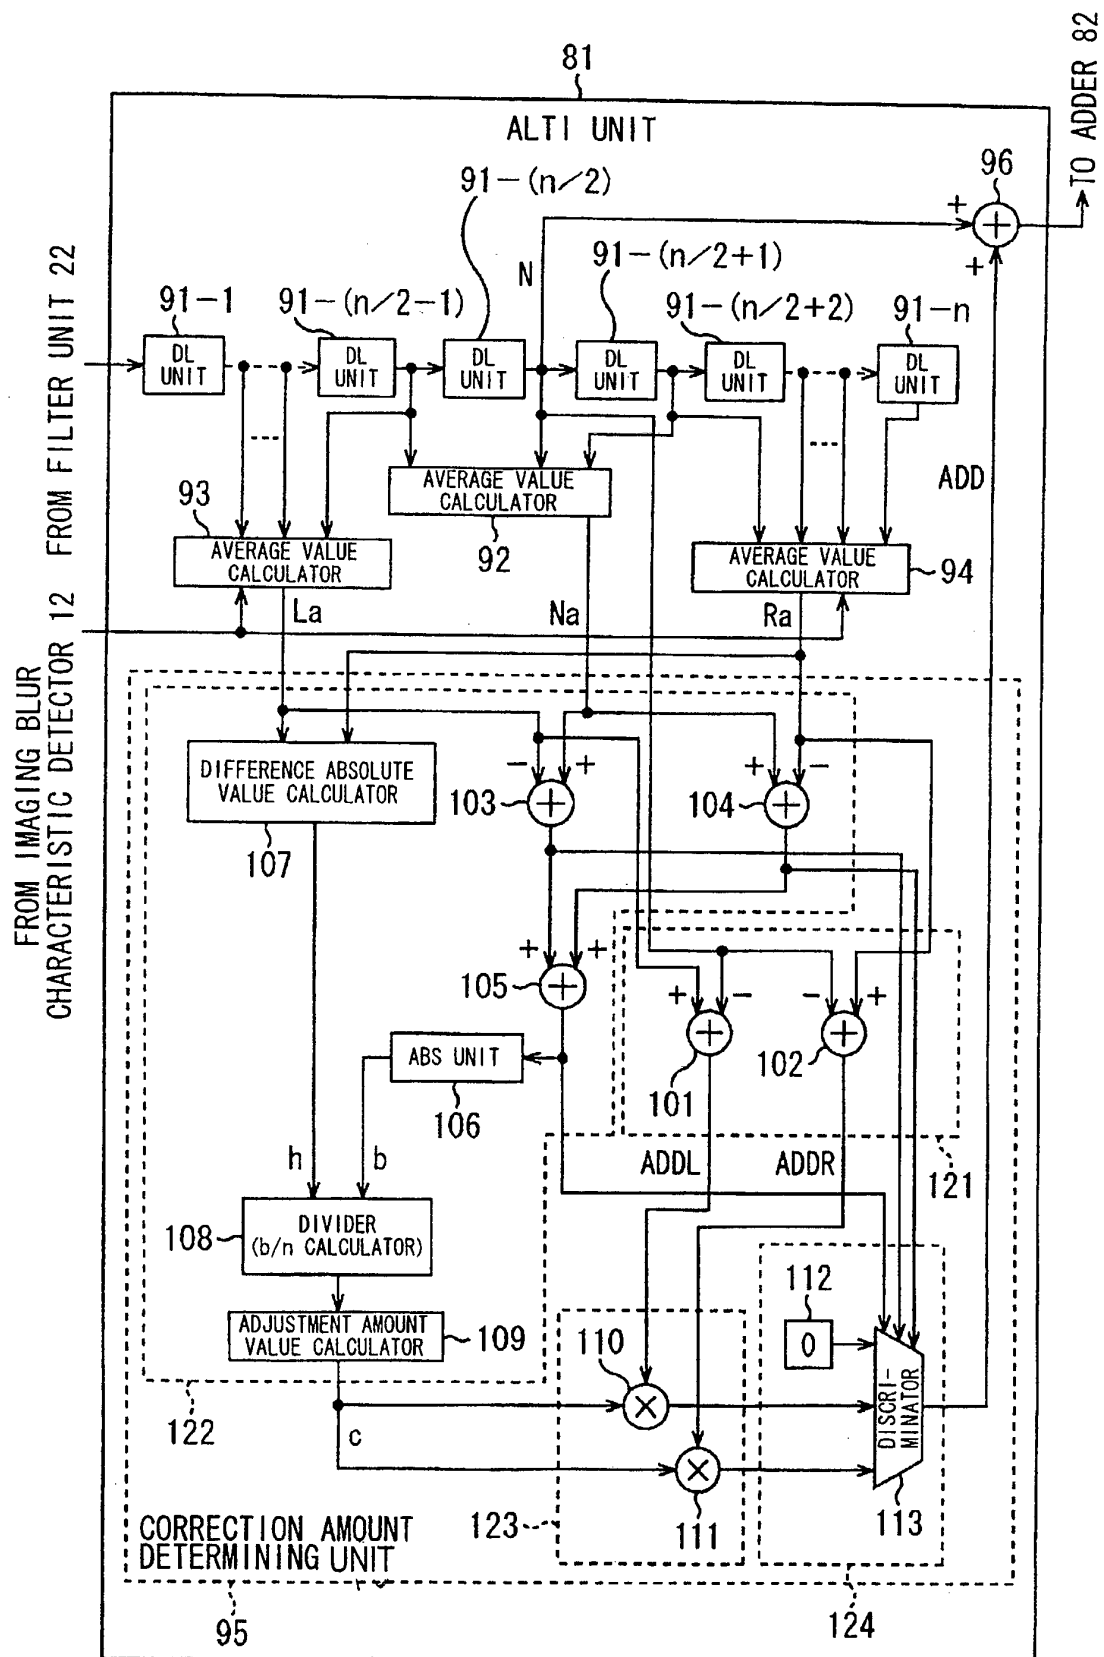 81
ALTI UNIT
TO ADDER 82
96
+
+
+
91-(n/2)
N
91-(n/2+1)
91-1
91-(n/2-1)
91-(n/2+2)
91-n
FROM FILTER UNIT 22
DL
UNIT
DL
UNIT
DL
UNIT
DL
UNIT
DL
UNIT
DL
UNIT
ADD
93
AVERAGE VALUE
CALCULATOR
92
AVERAGE VALUE
CALCULATOR
AVERAGE VALUE
CALCULATOR
94
La
Na
Ra
FROM IMAGING BLUR
CHARACTERISTIC DETECTOR 12
DIFFERENCE ABSOLUTE
VALUE CALCULATOR
107
-
+
103
+
+
-
104
+
+
+
105
+
+
-
101
+
-
+
102
+
ABS UNIT
106
h
b
ADDL
ADDR
121
108
DIVIDER
(b/n CALCULATOR)
112
0
ADJUSTMENT AMOUNT
VALUE CALCULATOR
109
110
×
DISCRI-
MINATOR
122
c
×
111
123
113
CORRECTION AMOUNT
DETERMINING UNIT
95
124